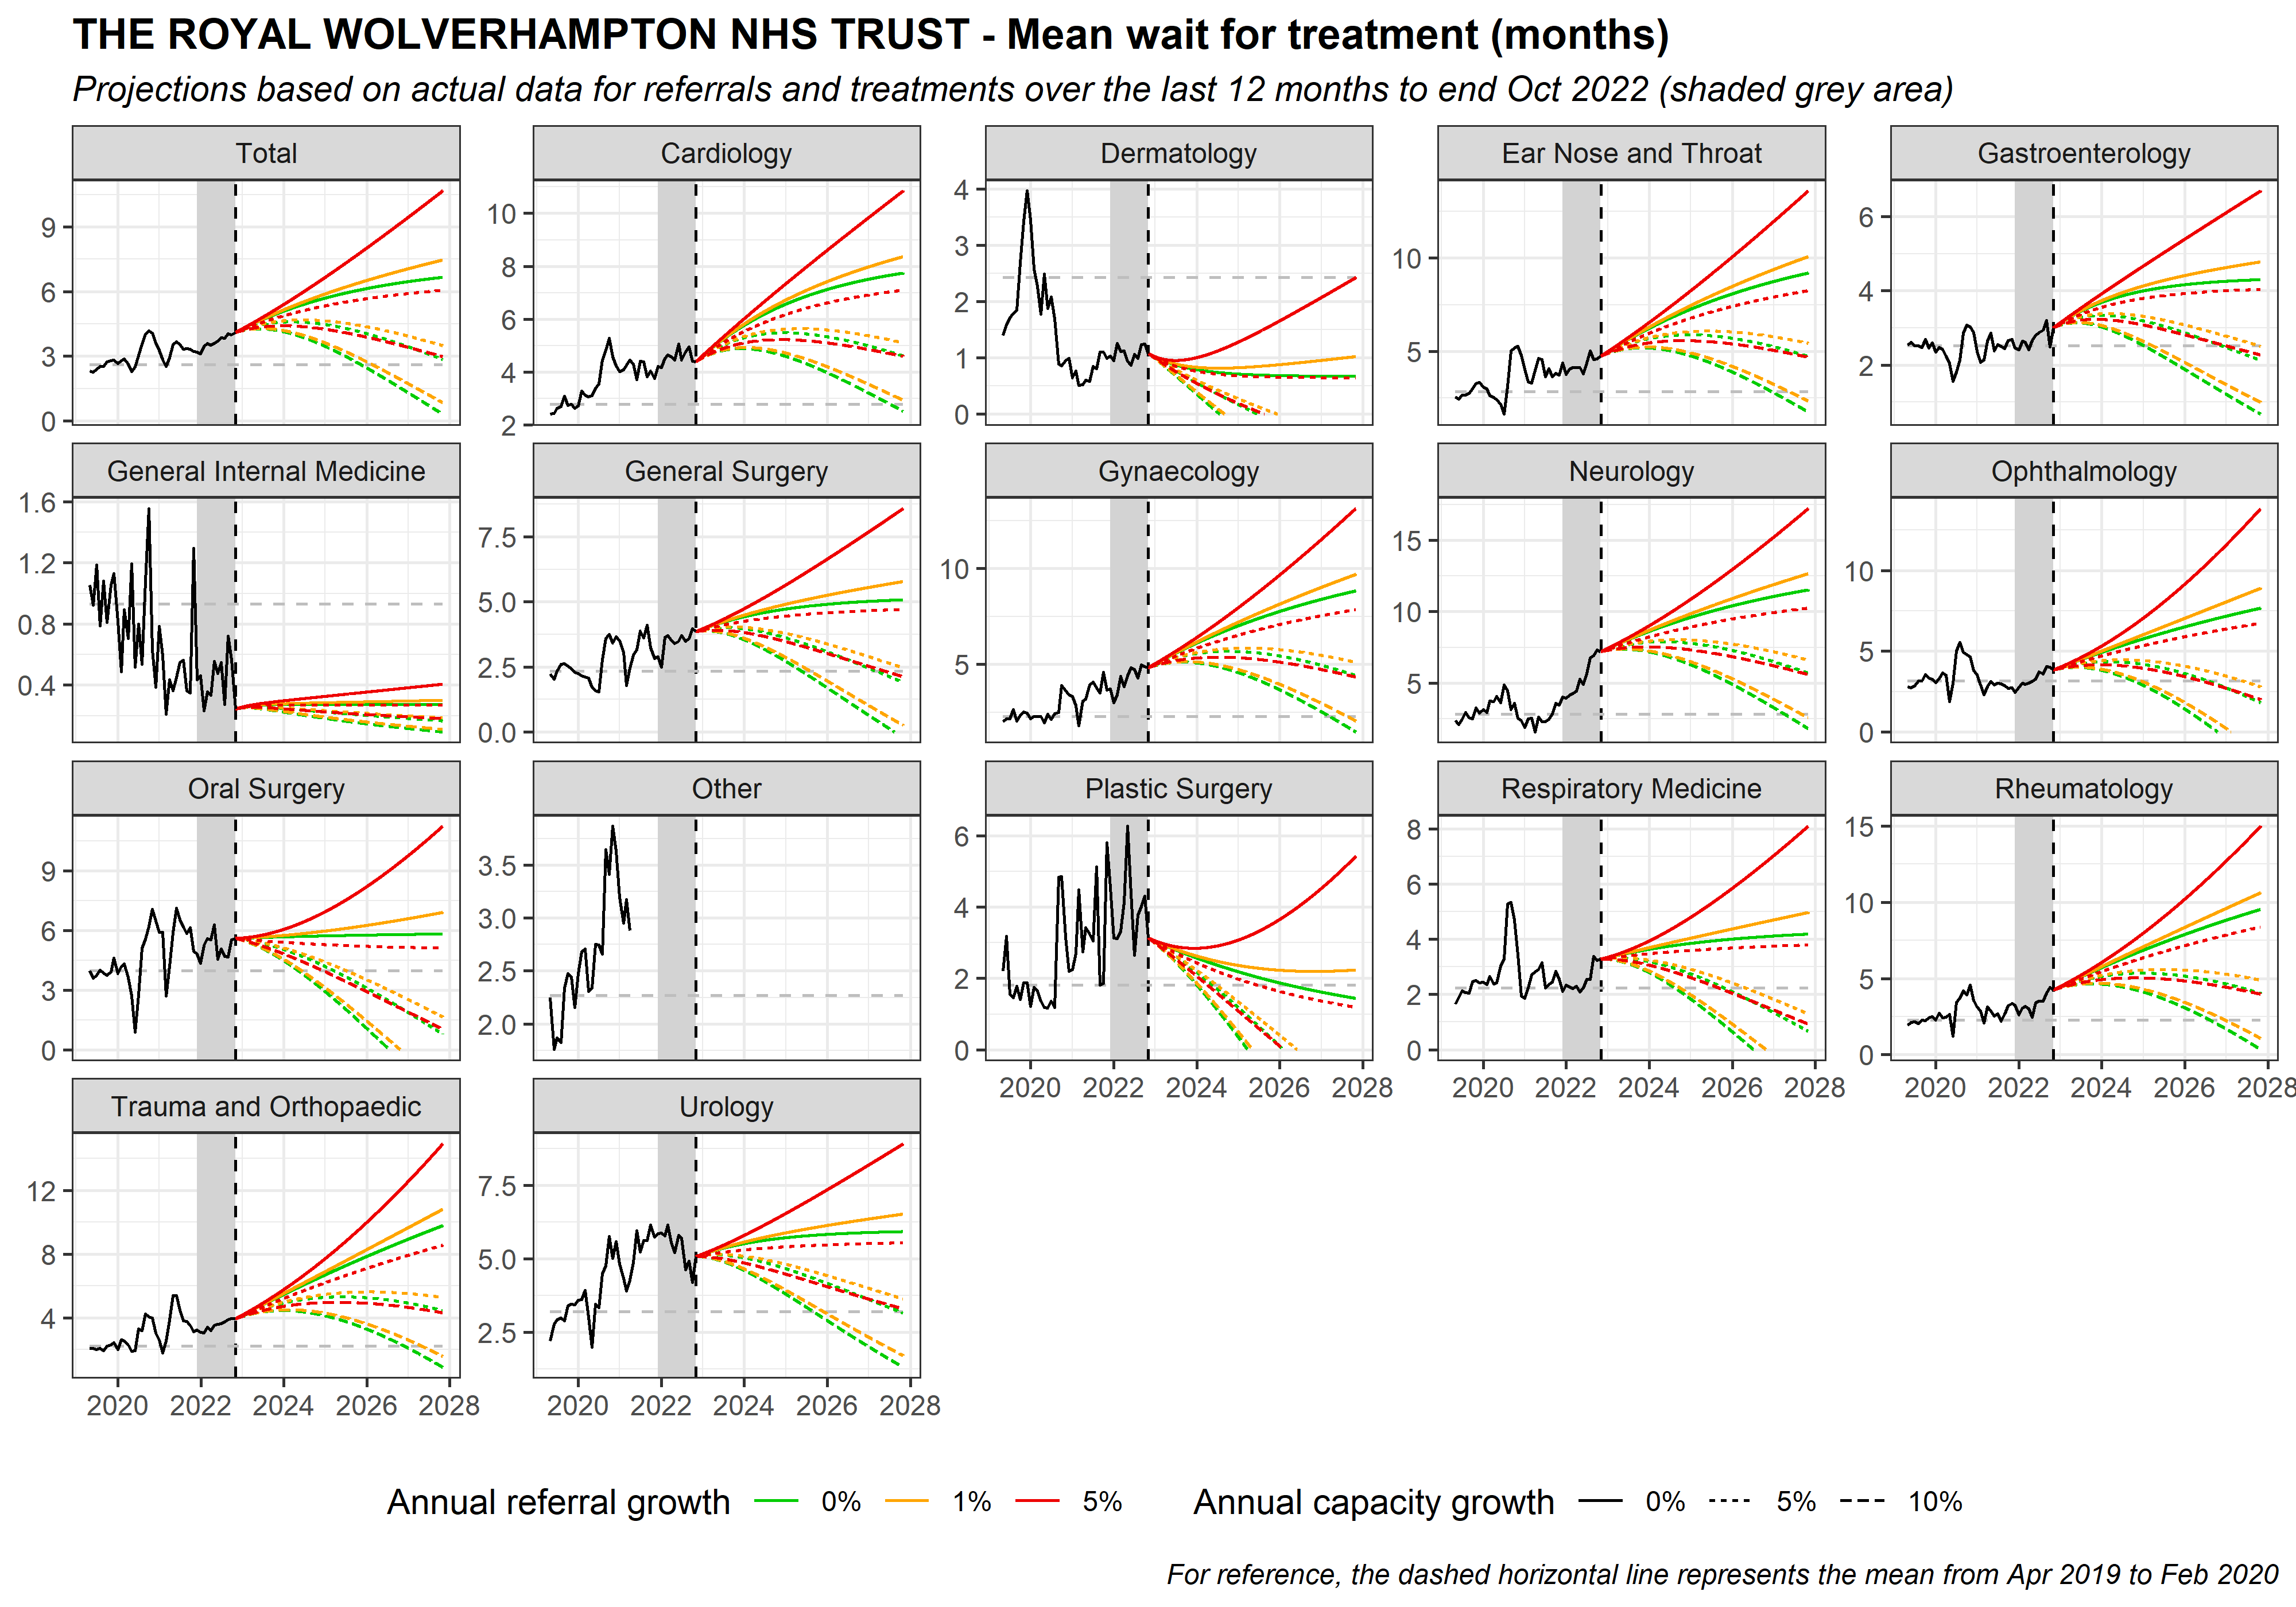 THE ROYAL WOLVERHAMPTON NHS TRUST - Mean wait for treatment (months)
Projections based on actual data for referrals and treatments over the last 12 months to end Oct 2022 (shaded grey area)
Total
Cardiology
Dermatology
Ear Nose and Throat
Gastroenterology
9
6
3
0
10
8
6
4
2
4
3
2
1
0
10
5
6
4
2
General Internal Medicine
General Surgery
Gynaecology
Neurology
Ophthalmology
1.6
1.2
0.8
0.4
7.5
5.0
2.5
0.0
10
5
15
10
5
10
5
0
Oral Surgery
Other
Plastic Surgery
Respiratory Medicine
Rheumatology
9
6
3
0
3.5
3.0
2.5
2.0
6
4
2
0
8
6
4
2
0
15
10
5
0
2020 2022 2024 2026 2028
2020 2022 2024 2026 2028
2020 2022 2024 2026 2028
Trauma and Orthopaedic
Urology
12
8
4
7.5
5.0
2.5
2020 2022 2024 2026 2028
2020 2022 2024 2026 2028
Annual referral growth 0% 1% 5% Annual capacity growth 0% 5% 10%
For reference, the dashed horizontal line represents the mean from Apr 2019 to Feb 2020